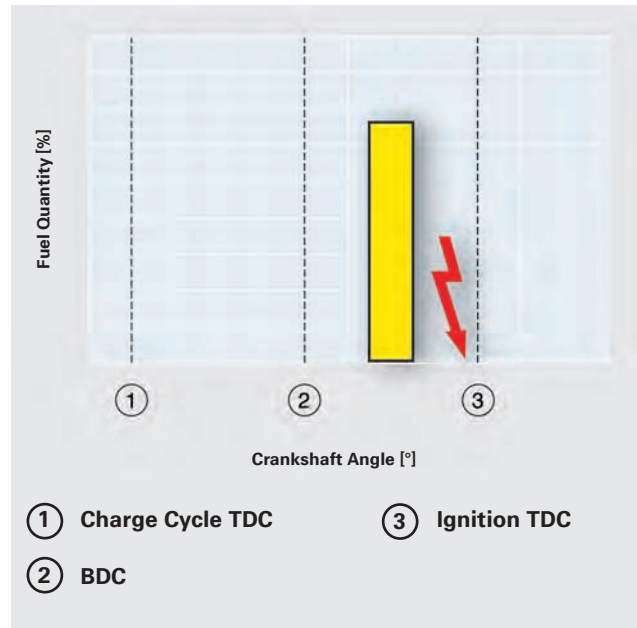 Fuel Quantity [%]
1 2 3
Crankshaft Angle [°]
1 Charge Cycle TDC 3 Ignition TDC
2 BDC